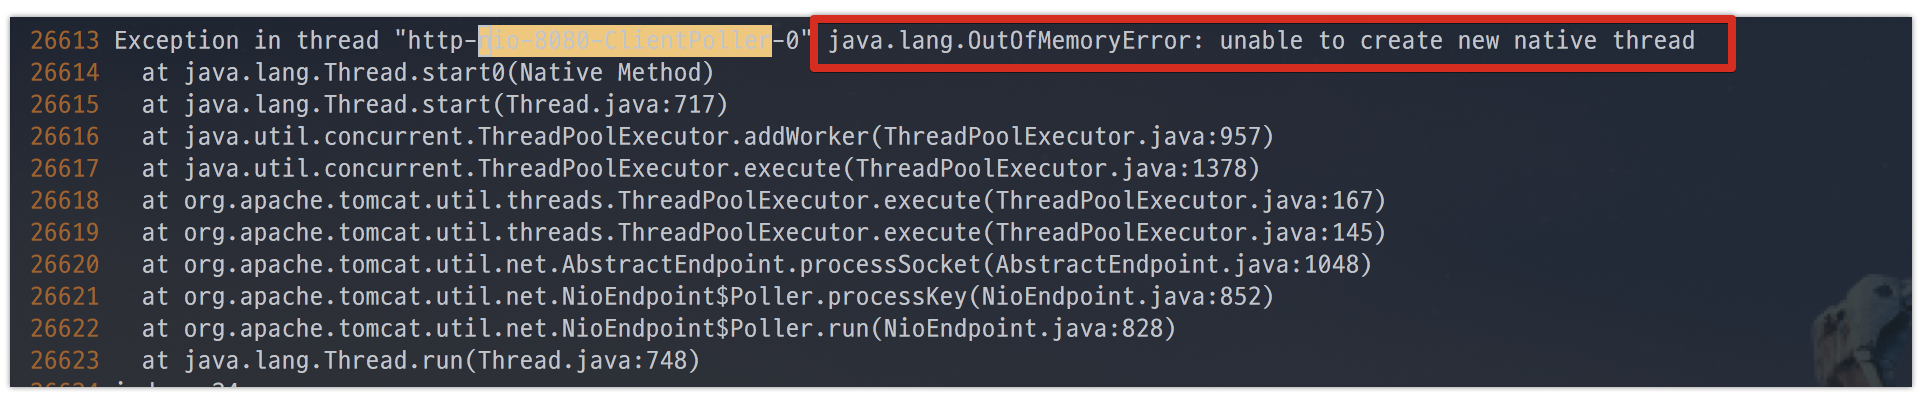 26613 Exception in thread "http-nio-8080-ClientPoller-0" java.lang.OutOfMemoryError: unable to create new native thread
26614 at java.lang.Thread.start0(Native Method)
26615 at java.lang.Thread.start(Thread.java:717)
26616 at java.util.concurrent.ThreadPoolExecutor.addWorker(ThreadPoolExecutor.java:957)
26617 at java.util.concurrent.ThreadPoolExecutor.execute(ThreadPoolExecutor.java:1378)
26618 at org.apache.tomcat.util.threads.ThreadPoolExecutor.execute(ThreadPoolExecutor.java:167)
26619 at org.apache.tomcat.util.threads.ThreadPoolExecutor.execute(ThreadPoolExecutor.java:145)
26620 at org.apache.tomcat.util.net.AbstractEndpoint.processSocket(AbstractEndpoint.java:1048)
26621 at org.apache.tomcat.util.net.NioEndpoint$Poller.processKey(NioEndpoint.java:852)
26622 at org.apache.tomcat.util.net.NioEndpoint$Poller.run(NioEndpoint.java:828)
26623 at java.lang.Thread.run(Thread.java:748)
26624